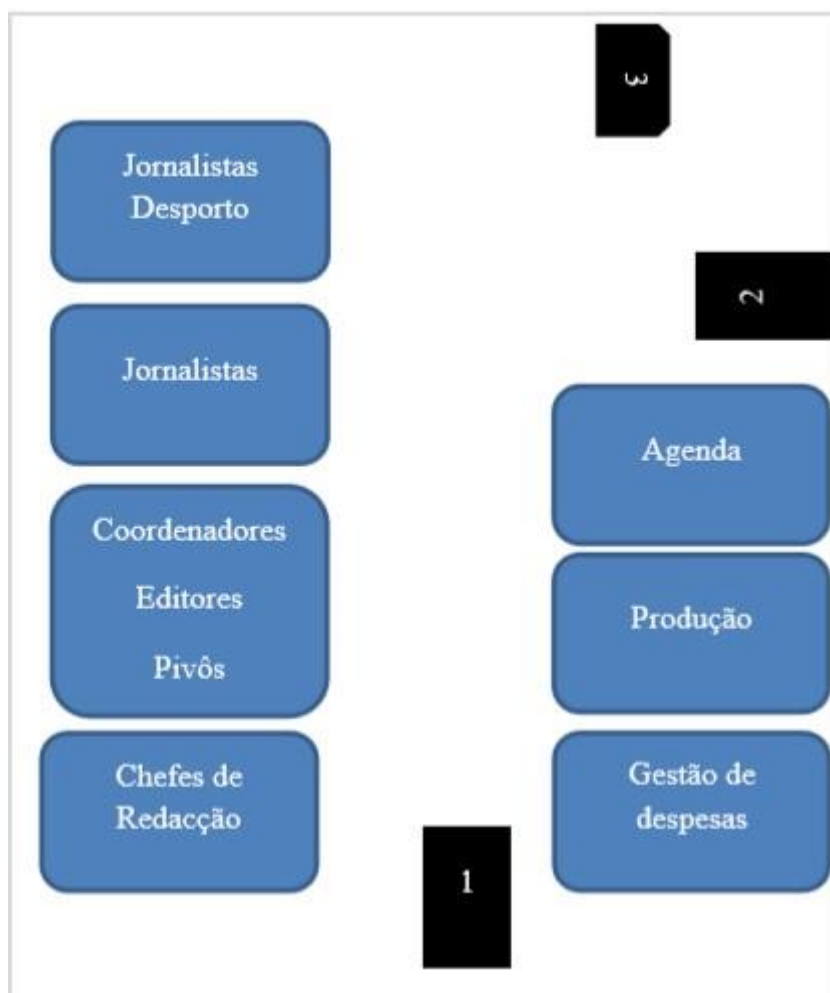 3
Jornalistas
Desporto
2
Jornalistas
Agenda
Coordenadores
Editores
Pivôs
Produção
Chefes de
Redacção
Gestão de
despesas
1